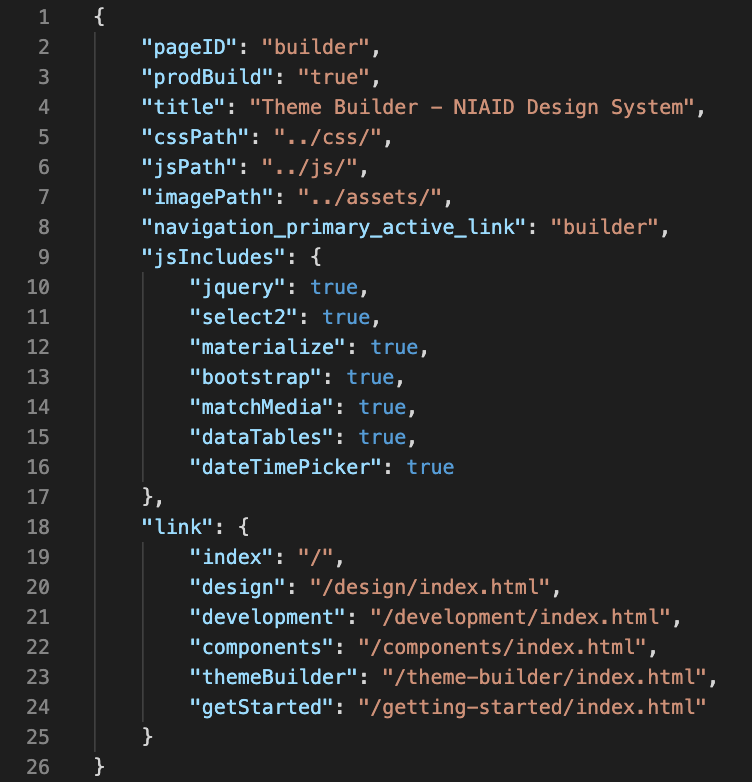 1 {
2     "pageID": "builder",
3     "prodBuild": "true",
4     "title": "Theme Builder - NIAID Design System",
5     "cssPath": "../css/",
6     "jsPath": "../js/",
7     "imagePath": "../assets/",
8     "navigation_primary_active_link": "builder",
9     "jsIncludes": {
10         "jquery": true,
11         "select2": true,
12         "materialize": true,
13         "bootstrap": true,
14         "matchMedia": true,
15         "dataTables": true,
16         "dateTimePicker": true
17     },
18     "link": {
19         "index": "/",
20         "design": "/design/index.html",
21         "development": "/development/index.html",
22         "components": "/components/index.html",
23         "themeBuilder": "/theme-builder/index.html",
24         "getStarted": "/getting-started/index.html"
25     }
26 }